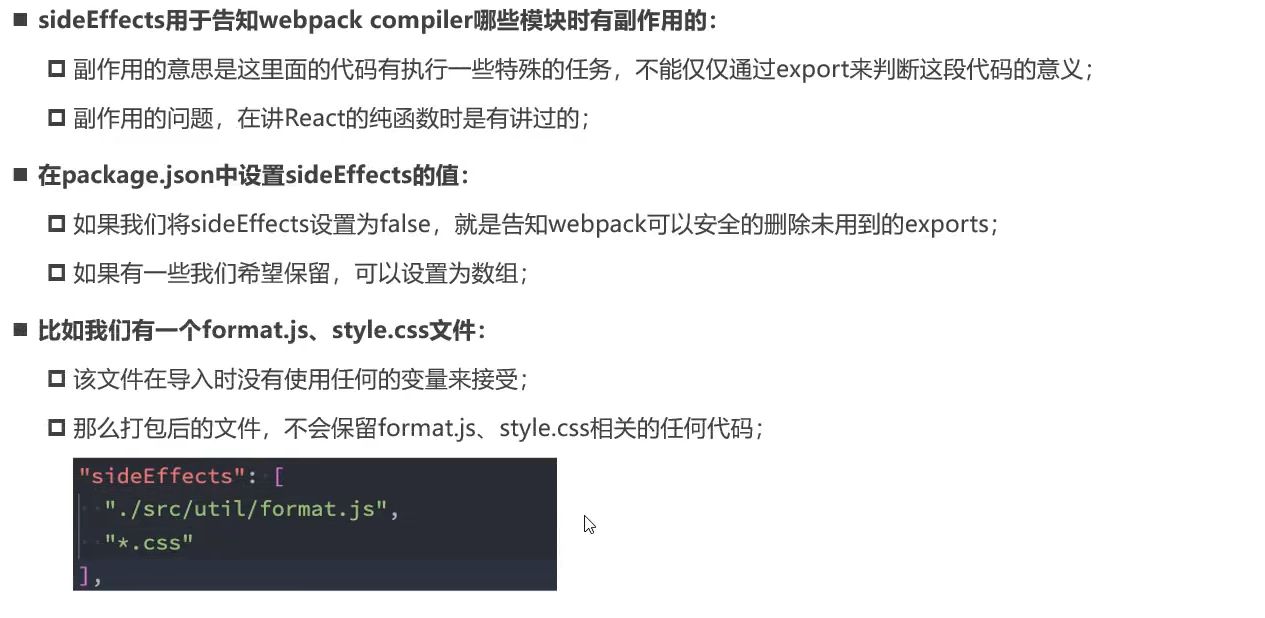 sideEffects用于告知webpack compiler哪些模块时有副作用的：
副作用的意思是这里面的代码有执行一些特殊的任务，不能仅仅通过export来判断这段代码的意义；
副作用的问题，在讲React的纯函数时是有讲过的；
在package.json中设置sideEffects的值：
如果我们将sideEffects设置为false，就是告知webpack可以安全的删除未用到的exports；
如果有一些我们希望保留，可以设置为数组；
比如我们有一个format.js、style.css文件：
该文件在导入时没有使用任何的变量来接受；
那么打包后的文件，不会保留format.js、style.css相关的任何代码；
"sideEffects": [
"./src/util/format.js",
"*.css"
],